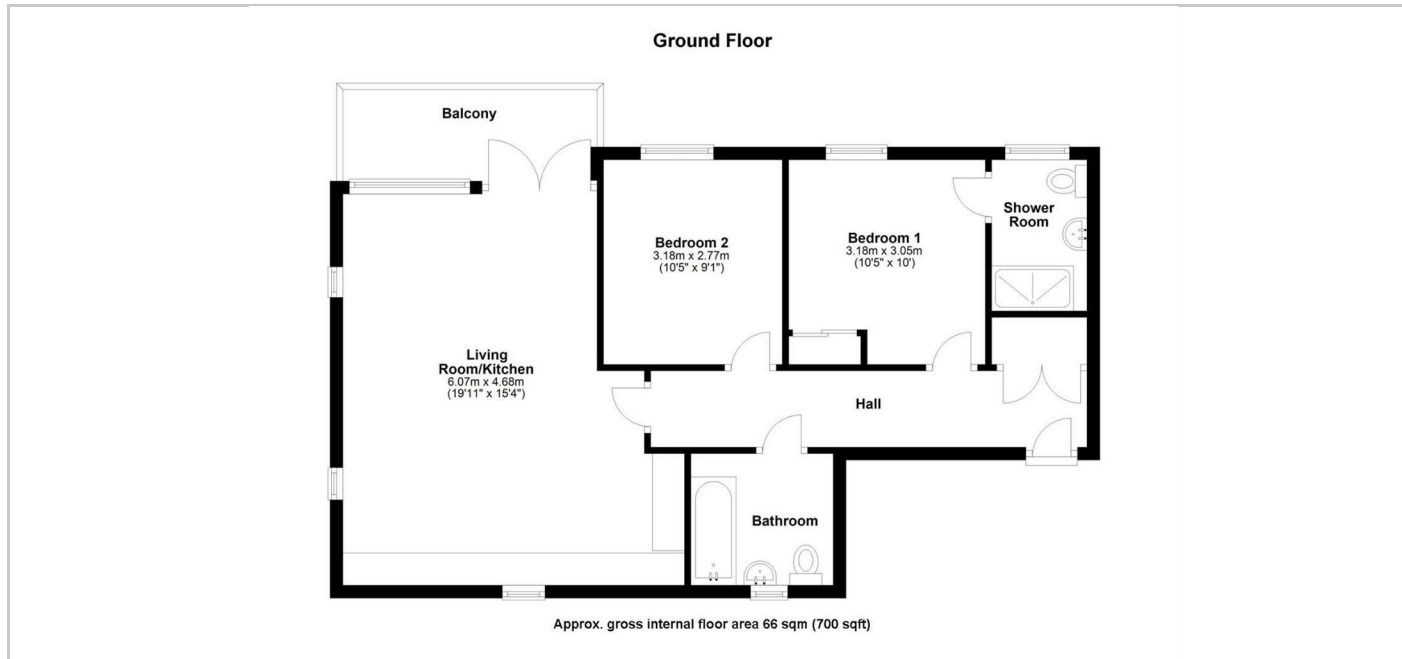 Ground Floor
Balcony
Shower
Room
Bedroom 2
3.18m x 2.77m
(10'5" x 9'1")
Bedroom 1
3.18m x 3.05m
(10'5" x 10')
Living
Room/Kitchen
6.07m x 4.68m
(19'11" x 15'4")
Hall
Bathroom
Approx. gross internal floor area 66 sqm (700 sqft)